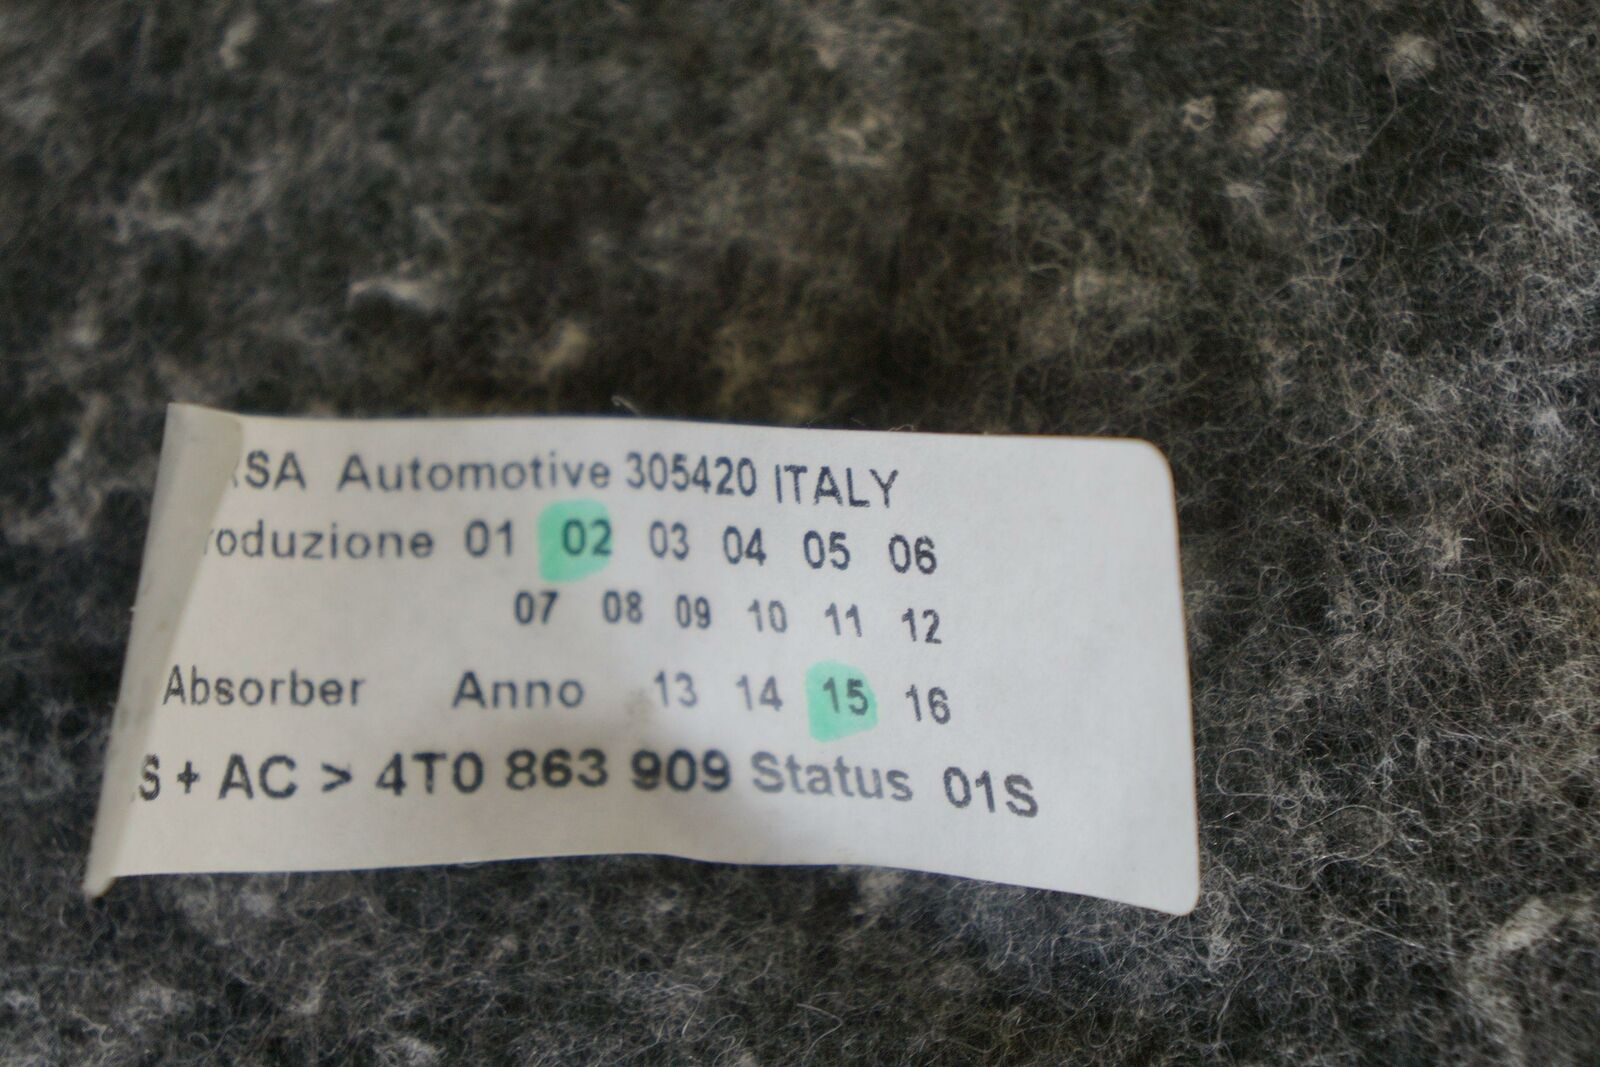 SA Automotive 305420 ITALY
roduzione 01 02 03 04 05 06
07 08 09 10 11 12
Absorber Anno 13 14 15 16
S + AC > 4T0 863 909 Status 01S